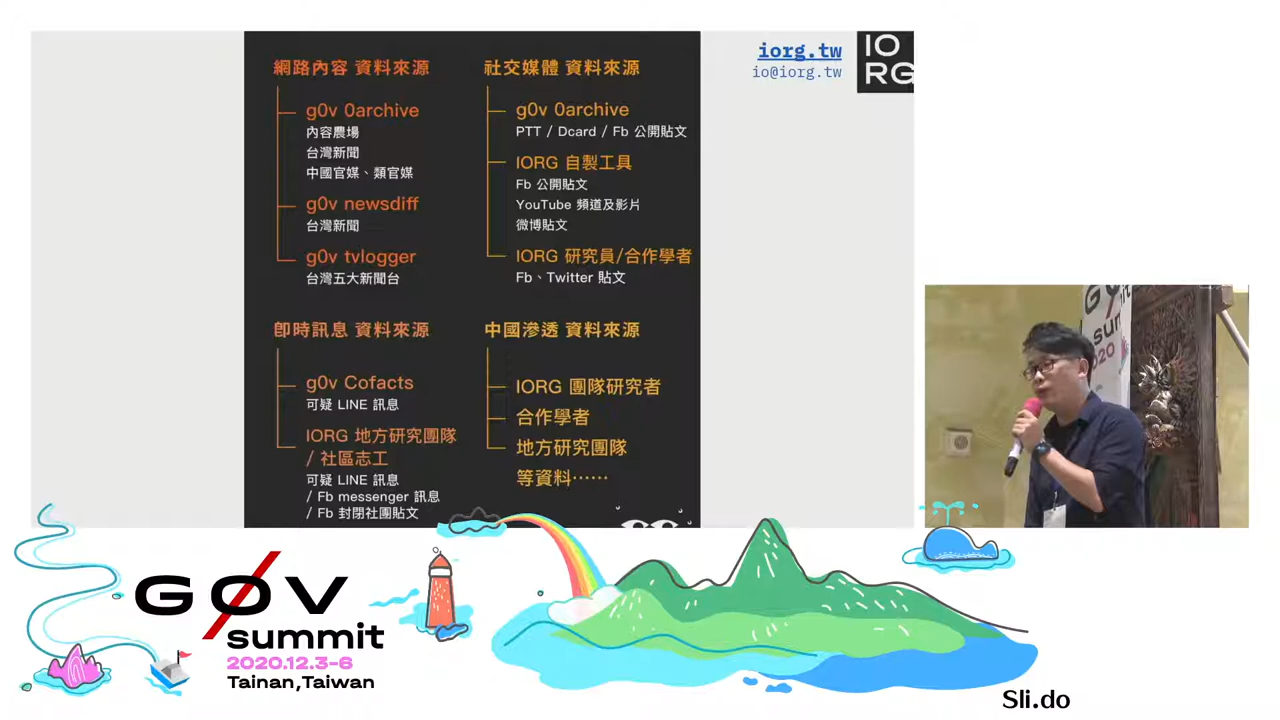 網路內容 資料來源
g0v 0archive
內容農場
台灣新聞
中國官媒、類官媒
g0v newsdiff
台灣新聞
g0v tvlogger
台灣五大新聞台
社交媒體 資料來源
g0v 0archive
PTT / Dcard / Fb 公開貼文
IORG 自製工具
Fb 公開貼文
YouTube 頻道及影片
微博貼文
IORG 研究員/合作學者
Fb、Twitter 貼文
即時訊息 資料來源
g0v Cofacts
可疑 LINE 訊息
IORG 地方研究團隊
/ 社區志工
可疑 LINE 訊息
/ Fb messenger 訊息
/ Fb 封閉社團貼文
中國滲透 資料來源
IORG 團隊研究者
合作學者
地方研究團隊
等資料⋯⋯
iorg.tw
io@iorg.tw
IO
RG
G0V
summit
2020.12.3-6
Tainan,Taiwan
Sli.do